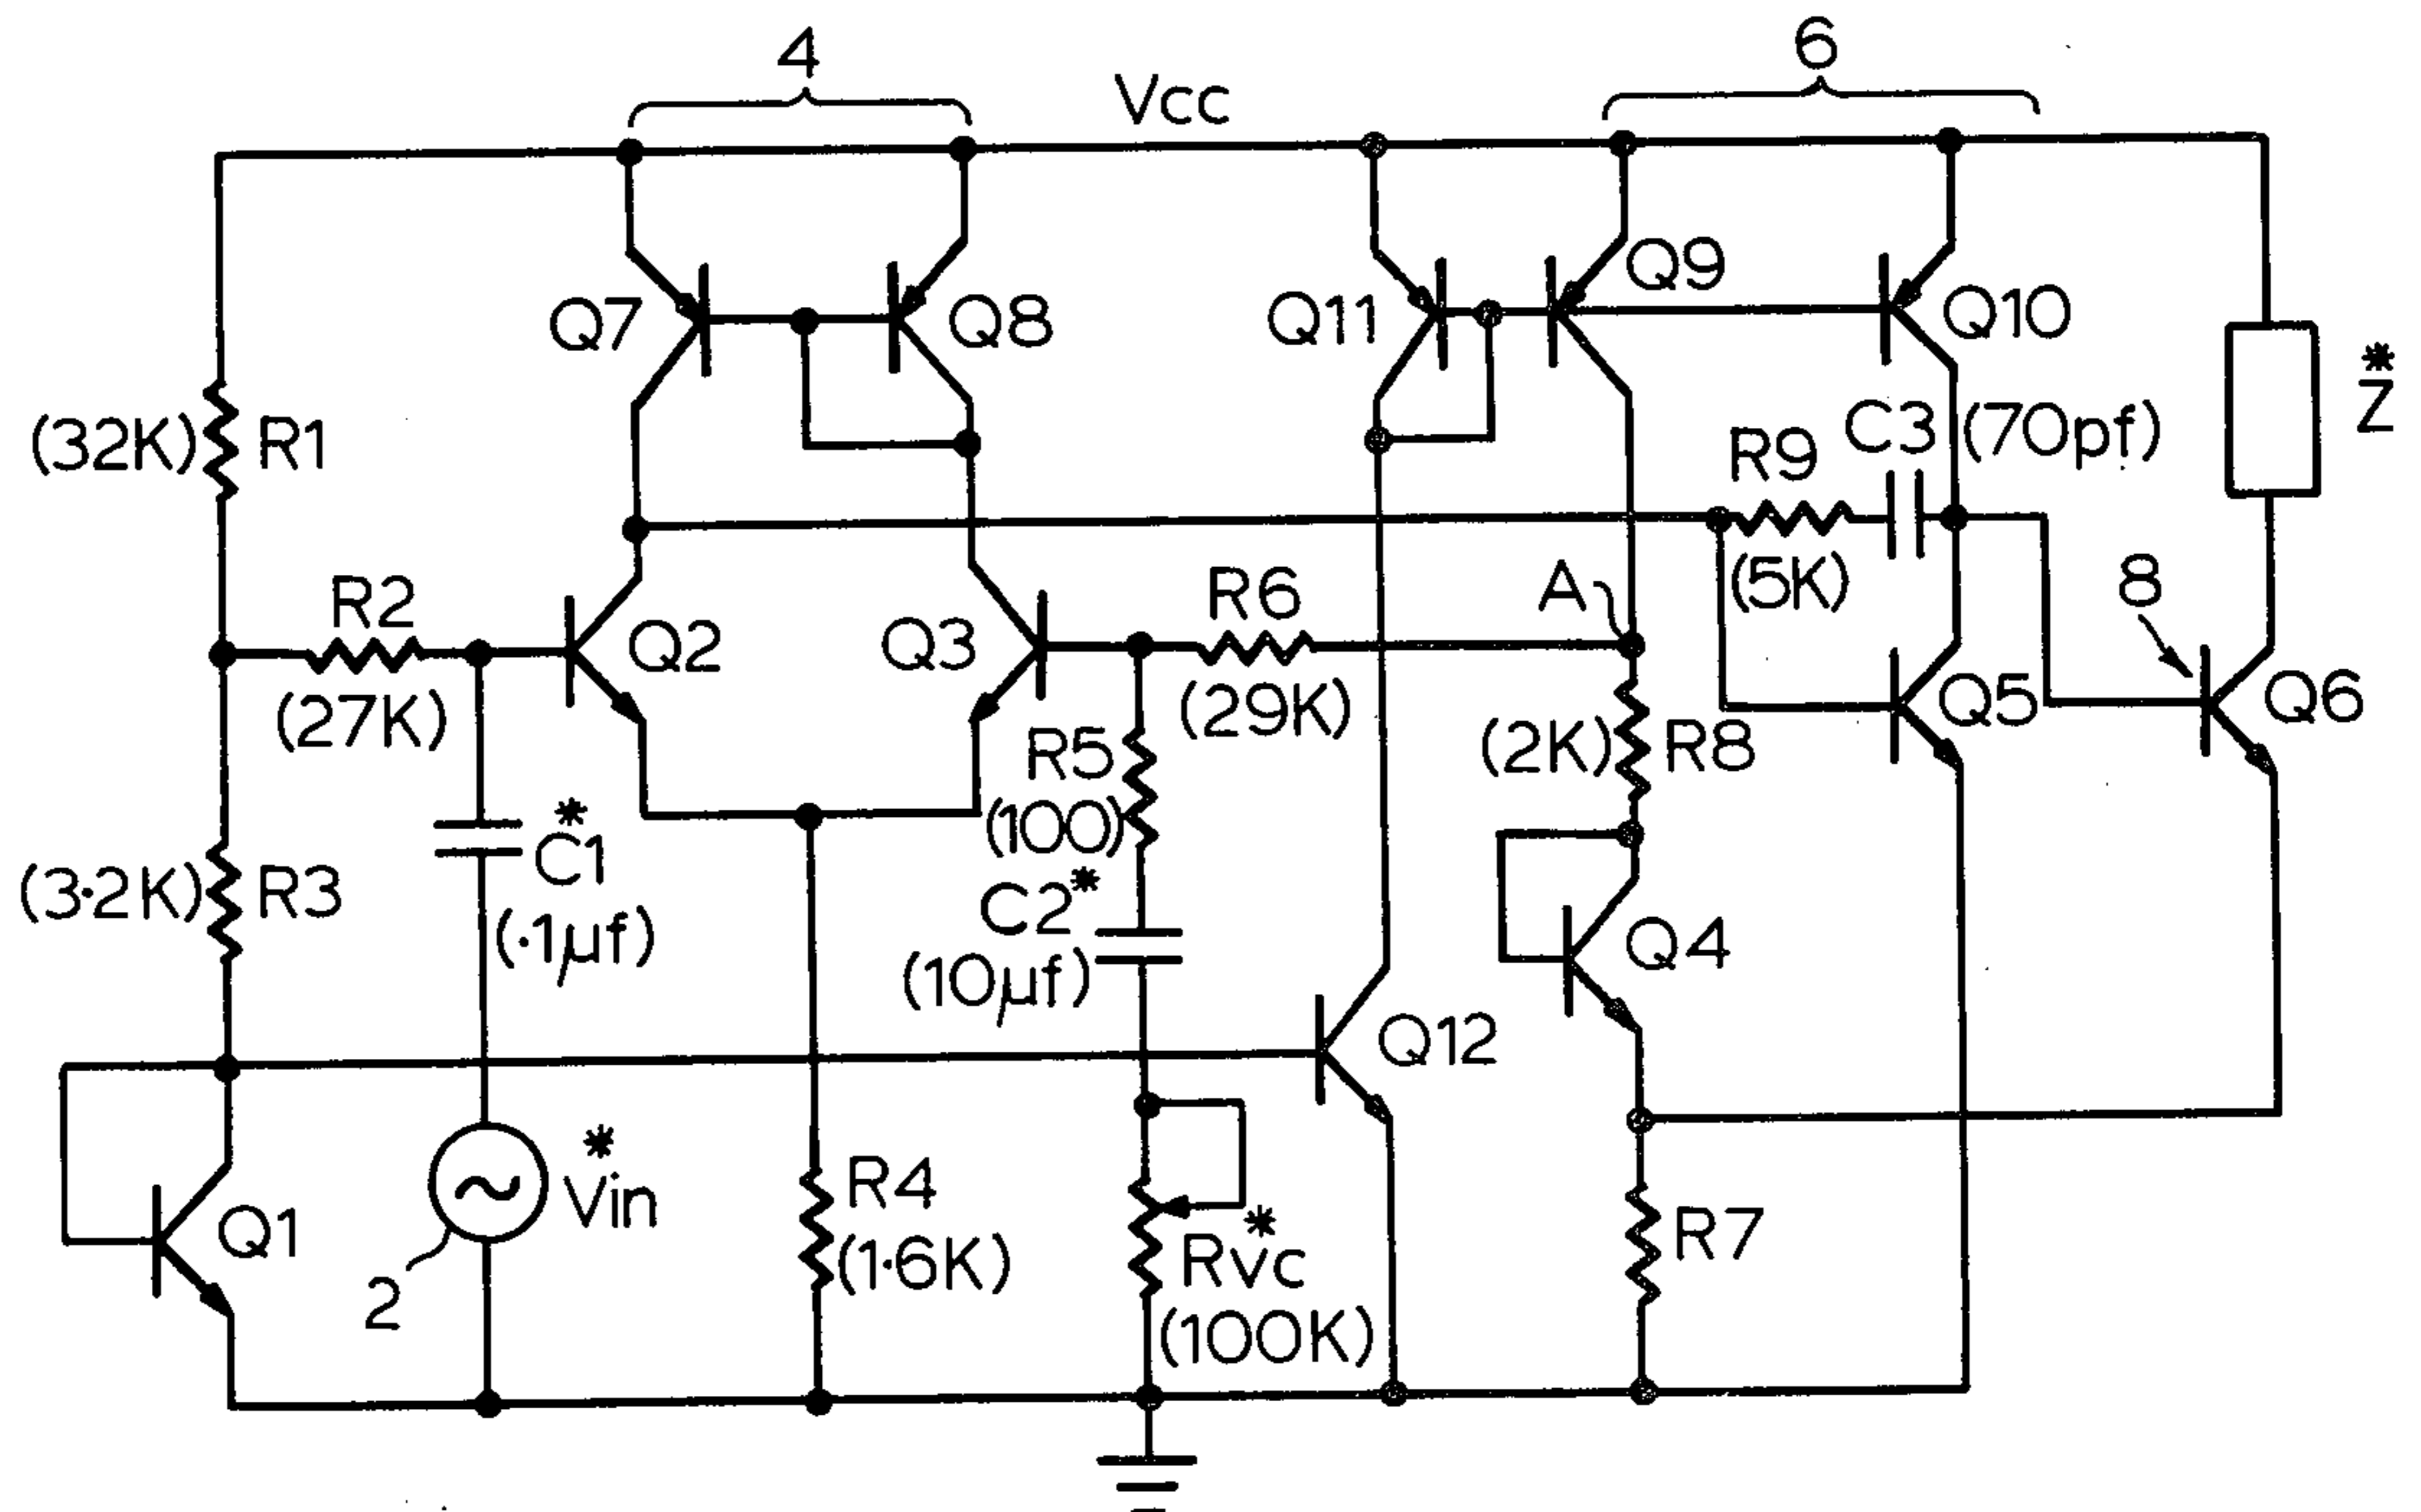 4
Vcc
6
Q7
Q8
Q11
Q9
Q10
Z*
(32K)
R1
R9
C3
(70pf)
(5K)
R2
(27K)
Q2
Q3
R6
(29K)
A
8
Q5
Q6
(2K)
R8
R5
(100)
C1*
(.1µf)
(3.2K)
R3
C2*
(10µf)
Q4
Q12
Q1
Vin*
2
R4
(1.6K)
Rvc*
(100K)
R7